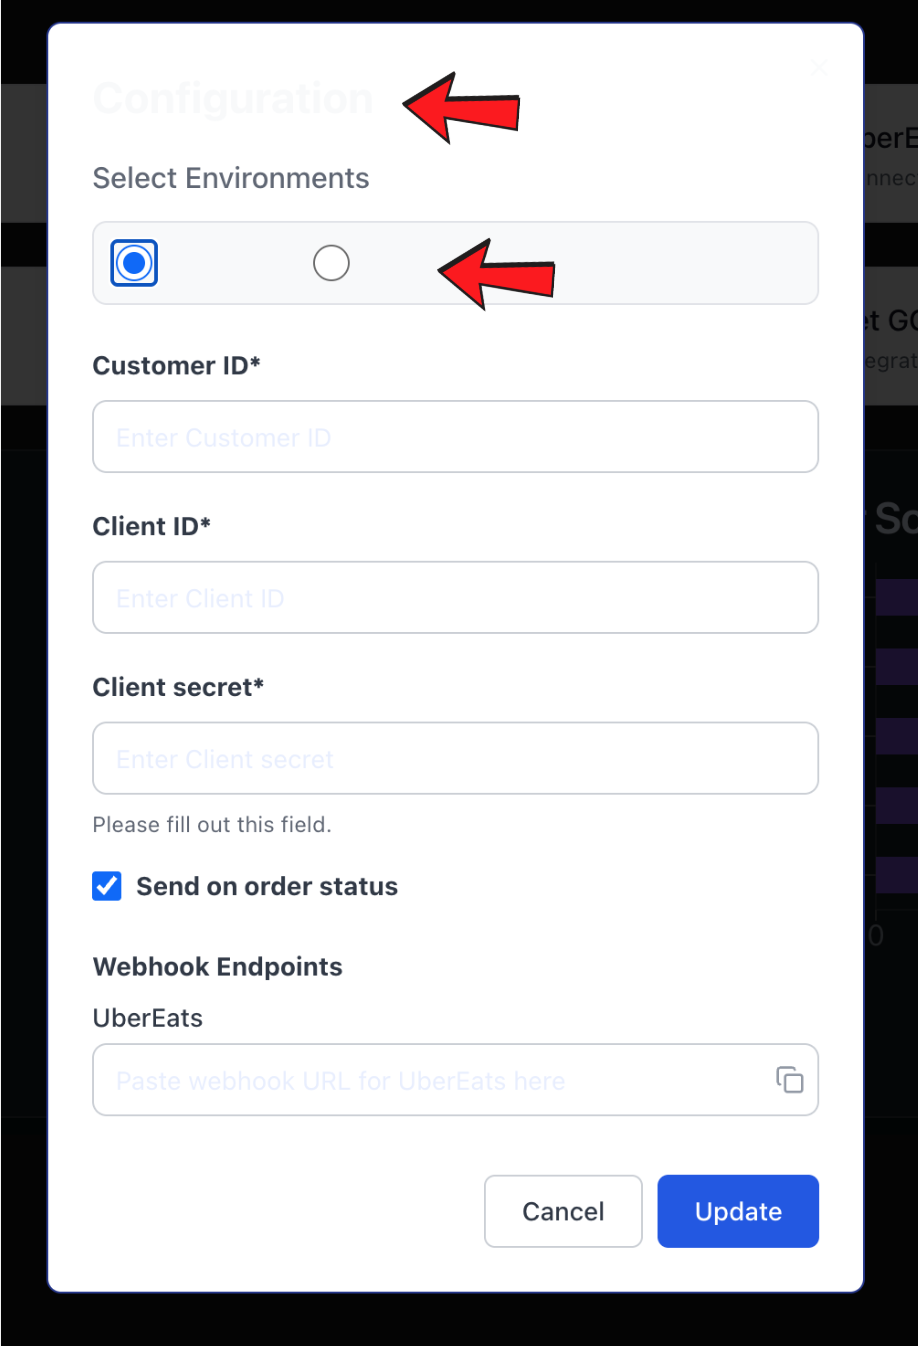 Configuration
Select Environments
Customer ID*
Enter Customer ID
Client ID*
Enter Client ID
Client secret*
Enter Client secret
Please fill out this field.
Send on order status
Webhook Endpoints
UberEats
Paste webhook URL for UberEats here
Cancel
Update
berE
nnec
et G
egrat
Sc
0